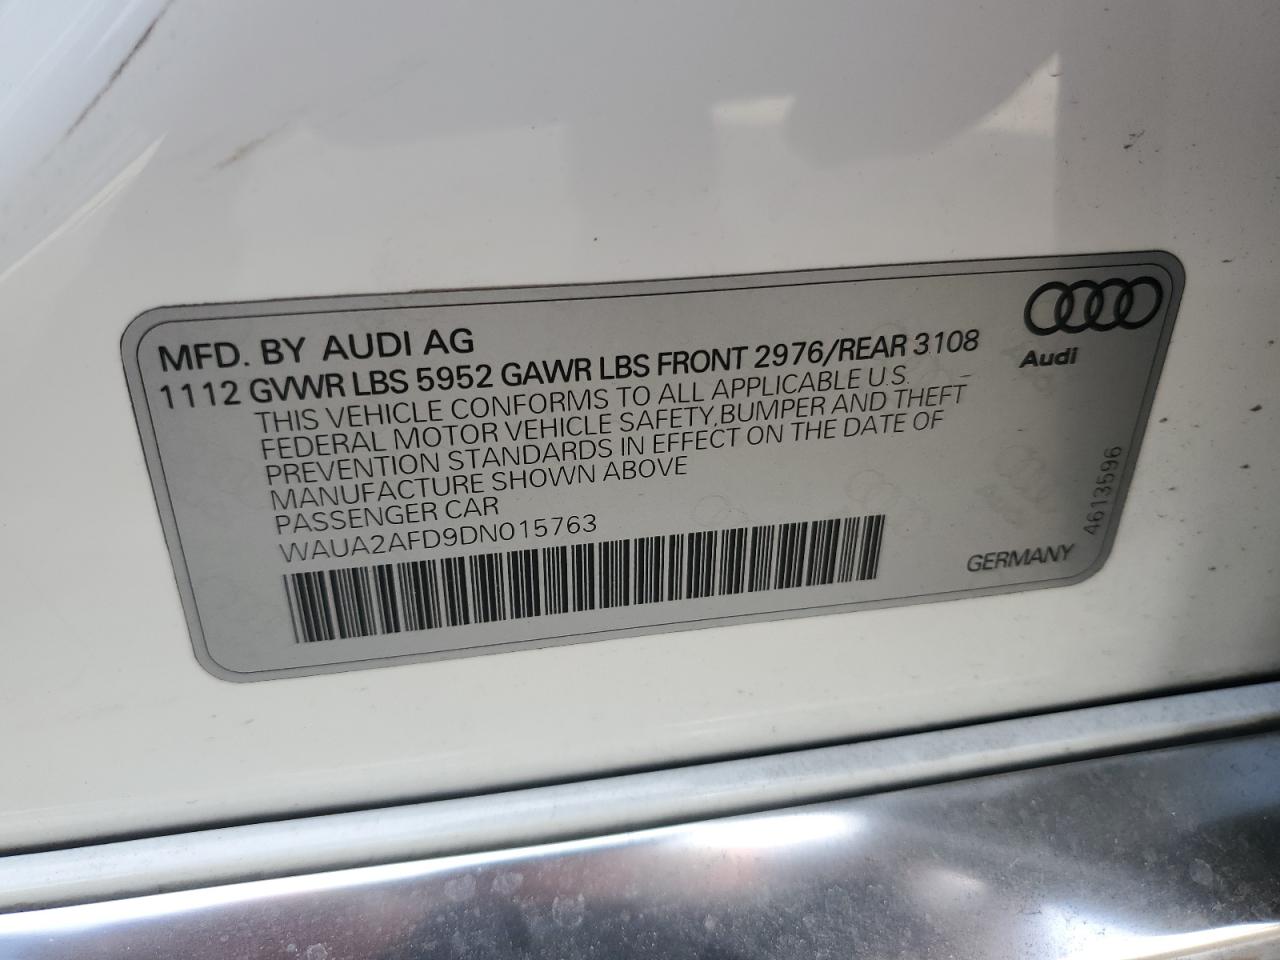 MFD. BY AUDI AG
1112 GVWR LBS 5952 GAWR LBS FRONT 2976/REAR 3108
THIS VEHICLE CONFORMS TO ALL APPLICABLE U.S.
FEDERAL MOTOR VEHICLE SAFETY, BUMPER AND THEFT
PREVENTION STANDARDS IN EFFECT ON THE DATE OF
MANUFACTURE SHOWN ABOVE
PASSENGER CAR
WAUA2AFD9DN015763
Audi
4613596
GERMANY